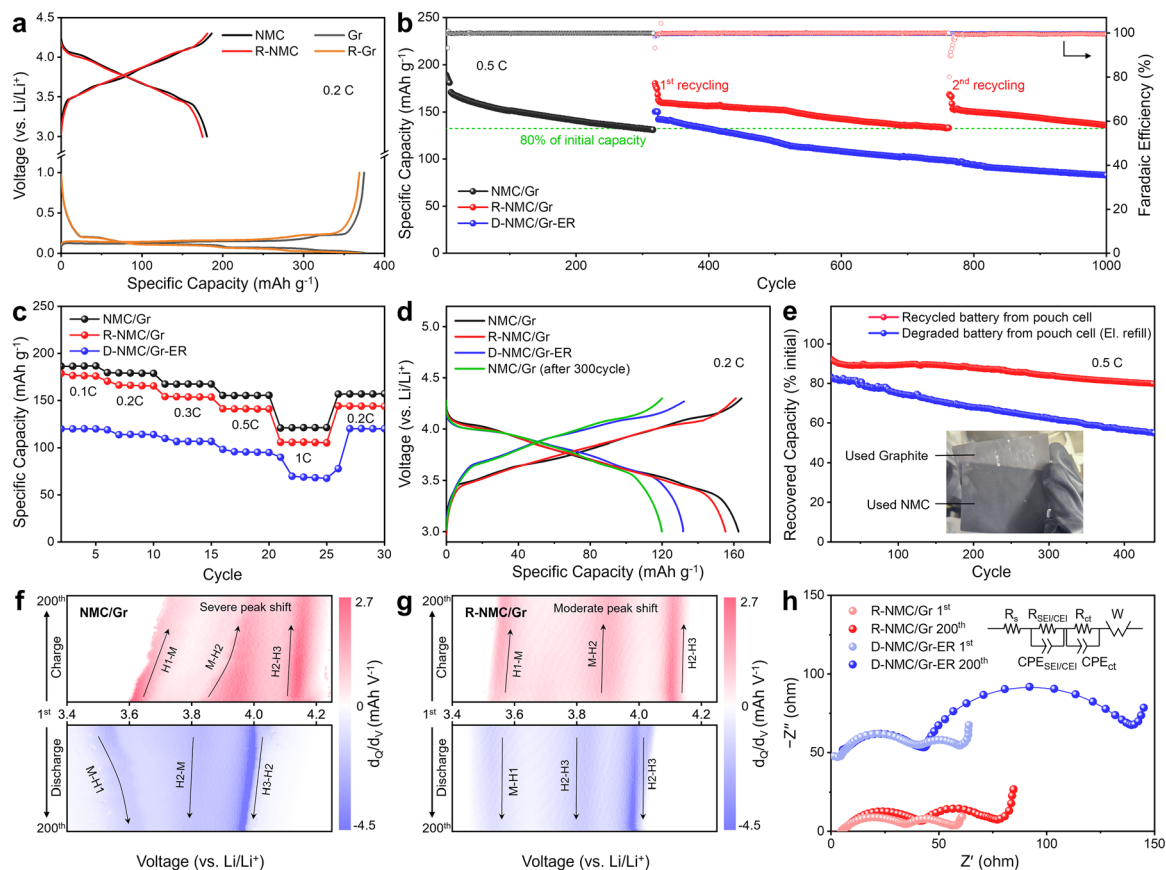 a
NMC
Gr
R-NMC
R-Gr
0.2 C
4.5
4.0
3.5
3.0
1.0
0.5
0.0
0
100
200
300
400
Voltage (vs. Li/Li⁺)
Specific Capacity (mAh g⁻¹)
b
250
200
150
100
50
0
0.5 C
1ˢᵗ recycling
2ⁿᵈ recycling
80% of initial capacity
NMC/Gr
R-NMC/Gr
D-NMC/Gr-ER
200
400
600
800
1000
100
80
60
40
20
0
Specific Capacity (mAh g⁻¹)
Cycle
Faradaic Efficiency (%)
c
250
200
150
100
50
0
NMC/Gr
R-NMC/Gr
D-NMC/Gr-ER
0.1C
0.2C
0.3C
0.5C
1C
0.2C
5
10
15
20
25
30
Specific Capacity (mAh g⁻¹)
Cycle
d
5.0
4.5
4.0
3.5
3.0
NMC/Gr
R-NMC/Gr
D-NMC/Gr-ER
NMC/Gr (after 300cycle)
0.2 C
0
40
80
120
160
Voltage (vs. Li/Li⁺)
Specific Capacity (mAh g⁻¹)
e
100
80
60
40
20
0
Recycled battery from pouch cell
Degraded battery from pouch cell (El. refill)
0.5 C
Used Graphite
Used NMC
100
200
300
400
Recovered Capacity (% initial)
Cycle
f
NMC/Gr
Severe peak shift
200ᵗʰ
Charge
1ˢᵗ
Discharge
200ᵗʰ
H1-M
M-H2
H2-H3
3.4
3.6
3.8
4.0
4.2
M-H1
H2-M
H3-H2
2.7
0
-4.5
dQ/dV (mAh V⁻¹)
Voltage (vs. Li/Li⁺)
g
R-NMC/Gr
Moderate peak shift
200ᵗʰ
Charge
1ˢᵗ
Discharge
200ᵗʰ
H1-M
M-H2
H2-H3
3.4
3.6
3.8
4.0
4.2
M-H1
H2-H3
H2-H3
2.7
0
-4.5
dQ/dV (mAh V⁻¹)
Voltage (vs. Li/Li⁺)
h
R-NMC/Gr 1ˢᵗ
R-NMC/Gr 200ᵗʰ
D-NMC/Gr-ER 1ˢᵗ
D-NMC/Gr-ER 200ᵗʰ
Rs
RSEI/CEI
Rct
W
CPESEI/CEI
CPEct
100
50
0
0
50
100
150
−Z″ (ohm)
Z′ (ohm)